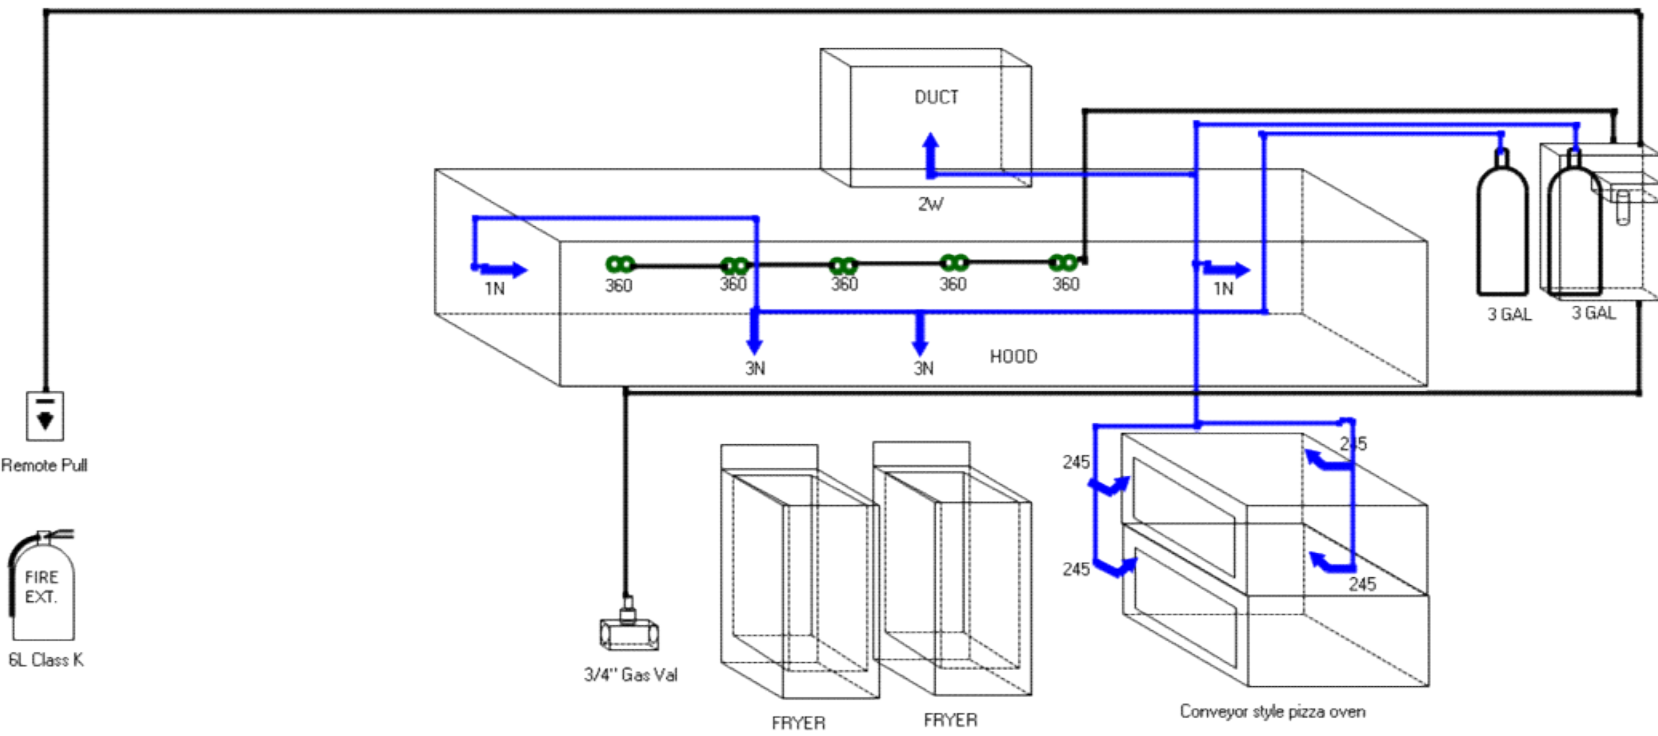 DUCT
2W
1N
360
360
360
360
360
1N
3 GAL
3 GAL
3N
3N
HOOD
Remote Pull
245
245
245
245
FIRE
EXT.
6L Class K
3/4" Gas Val
FRYER
FRYER
Conveyor style pizza oven